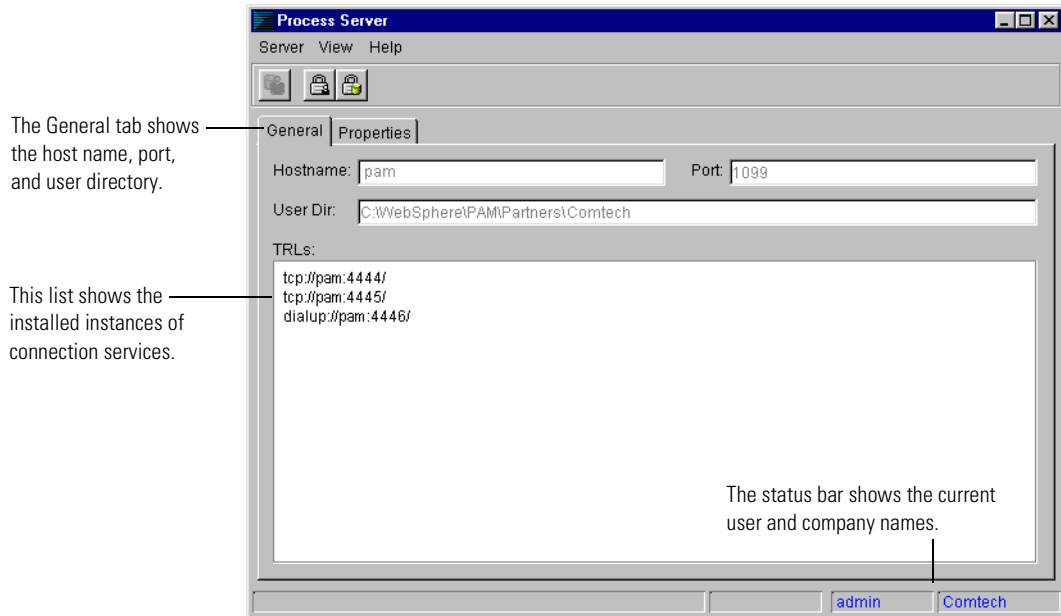 Process Server
Server View Help
The General tab shows
the host name, port,
and user directory.
General Properties
Hostname: pam Port: 1099
User Dir: C:\WebSphere\PAM\Partners\Comtech
TRLs:
This list shows the
installed instances of
connection services.
tcp://pam:4444/
tcp://pam:4445/
dialup://pam:4446/
The status bar shows the current
user and company names.
admin Comtech